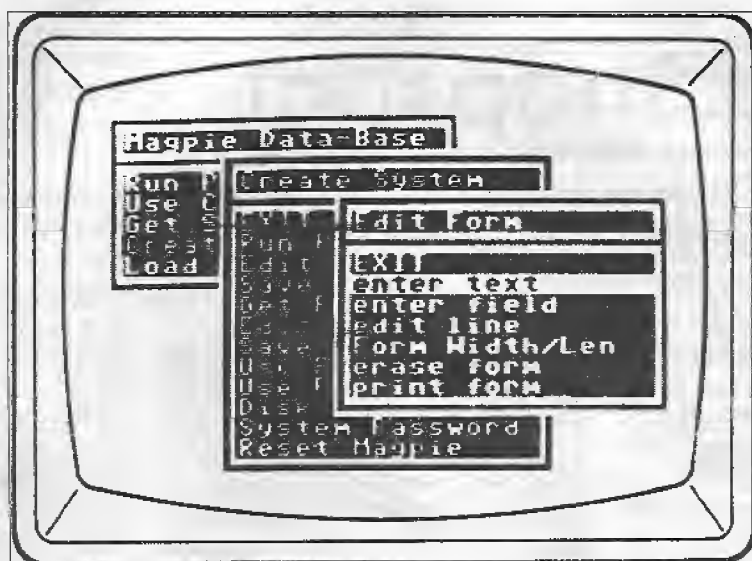 Magpie Data-Base
Run
Use
Get
Creat
Load
Create System
Run
Edit
Save
Get
Save
Use
Use
Disk
System Password
Reset Magpie
Edit Form
EXIT
enter text
enter field
edit line
Form Width/Len
erase form
print form